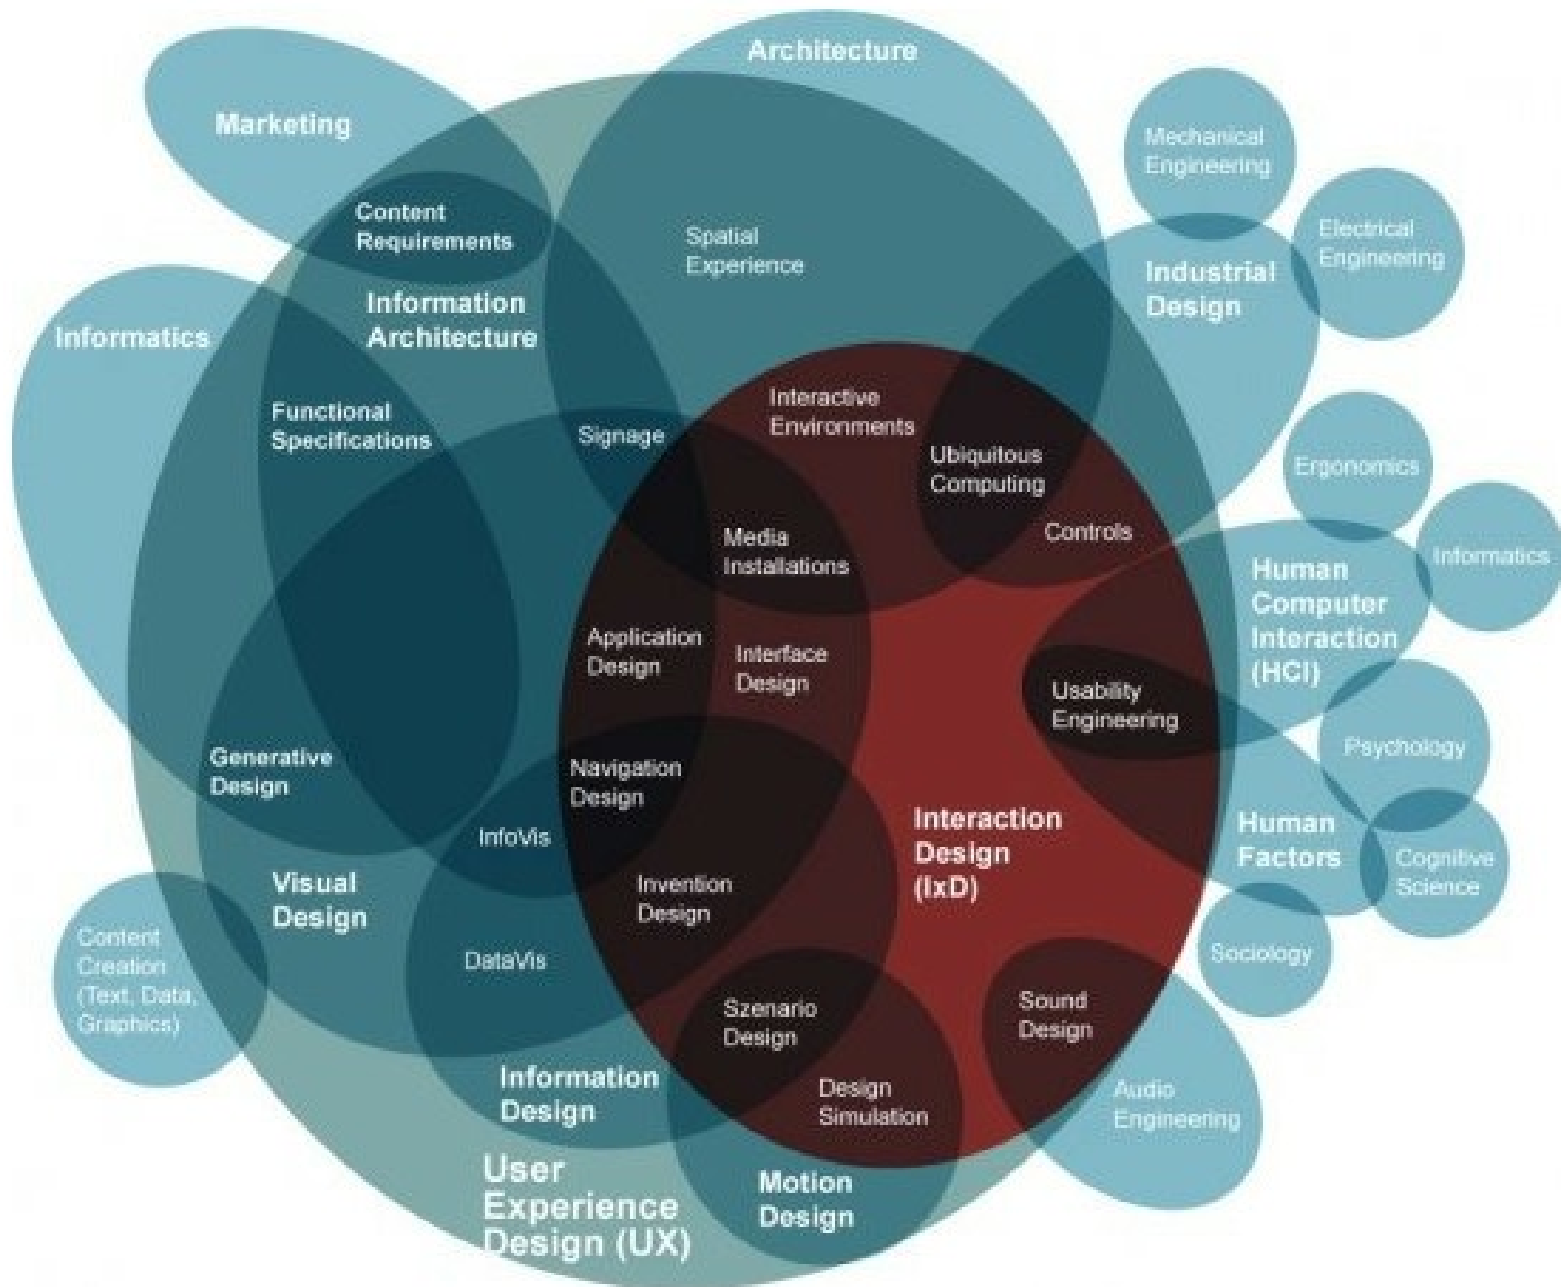 Architecture
Marketing
Mechanical
Engineering
Content
Requirements
Spatial
Experience
Electrical
Engineering
Industrial
Design
Information
Architecture
Informatics
Functional
Specifications
Interactive
Environments
Signage
Ubiquitous
Computing
Ergonomics
Controls
Media
Installations
Informatics
Human
Computer
Interaction
(HCI)
Application
Design
Interface
Design
Usability
Engineering
Psychology
Generative
Design
Navigation
Design
InfoVis
Interaction
Design
(IxD)
Human
Factors
Cognitive
Science
Visual
Design
Invention
Design
Content
Creation
(Text, Data,
Graphics)
DataVis
Sociology
Szenario
Design
Sound
Design
Information
Design
Design
Simulation
Audio
Engineering
User
Experience
Design (UX)
Motion
Design